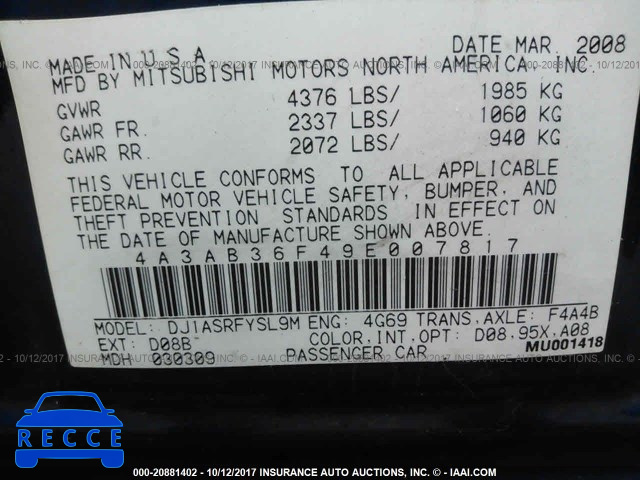 DATE MAR. 2008
MADE IN U S A
MFD BY MITSUBISHI MOTORS NORTH AMERICA, INC.
GVWR 4376 LBS/ 1985 KG
GAWR FR. 2337 LBS/ 1060 KG
GAWR RR. 2072 LBS/ 940 KG
THIS VEHICLE CONFORMS TO ALL APPLICABLE
FEDERAL MOTOR VEHICLE SAFETY, BUMPER, AND
THEFT PREVENTION STANDARDS IN EFFECT ON
THE DATE OF MANUFACTURE SHOWN ABOVE.
4A3AB36F49E007817
MODEL: DJ1ASRFYSL9M ENG: 4G69 TRANS.AXLE: F4A4B
EXT: D08B COLOR.INT.OPT: D08.95X.A08
MDH 030309 PASSENGER CAR MU001418
RECCE
000-20881402 - 10/12/2017 INSURANCE AUTO AUCTIONS, INC. - IAAI.COM